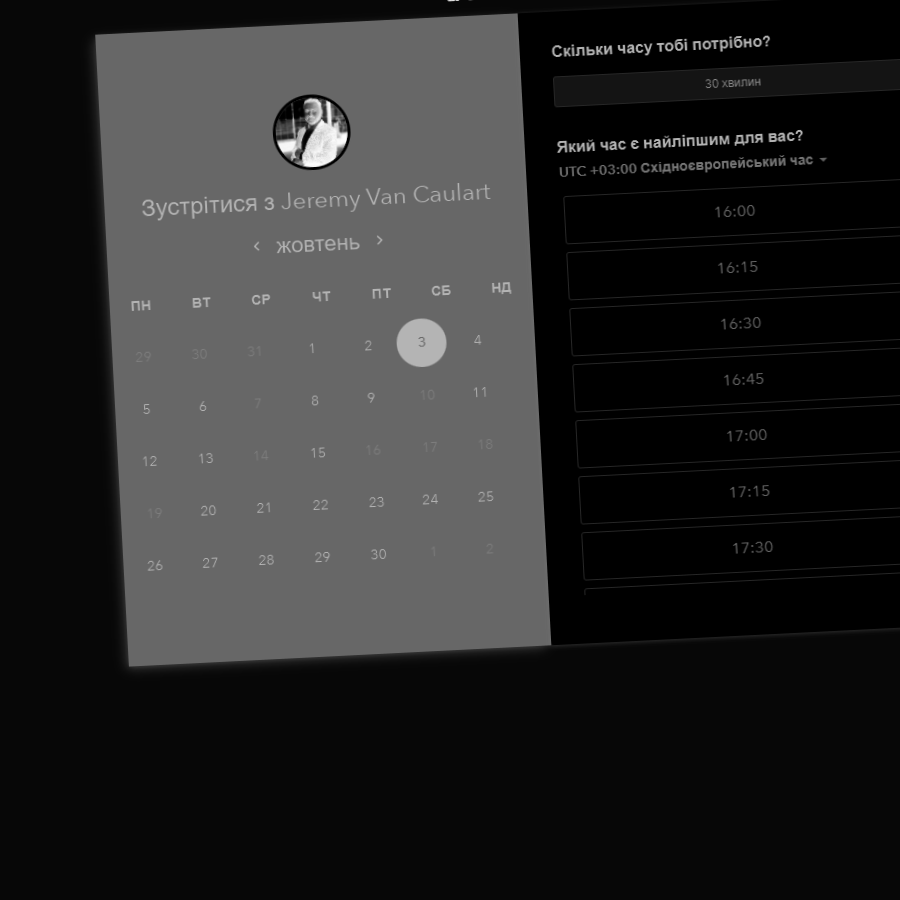 Зустрітися з Jeremy Van Caulart
жовтень
ПН ВТ СР ЧТ ПТ СБ НД
29 30 31 1 2 3 4
5 6 7 8 9 10 11
12 13 14 15 16 17 18
19 20 21 22 23 24 25
26 27 28 29 30 1 2
Скільки часу тобі потрібно?
30 хвилин
Який час є найліпшим для вас?
UTC +03:00 Східноєвропейський час
16:00
16:15
16:30
16:45
17:00
17:15
17:30